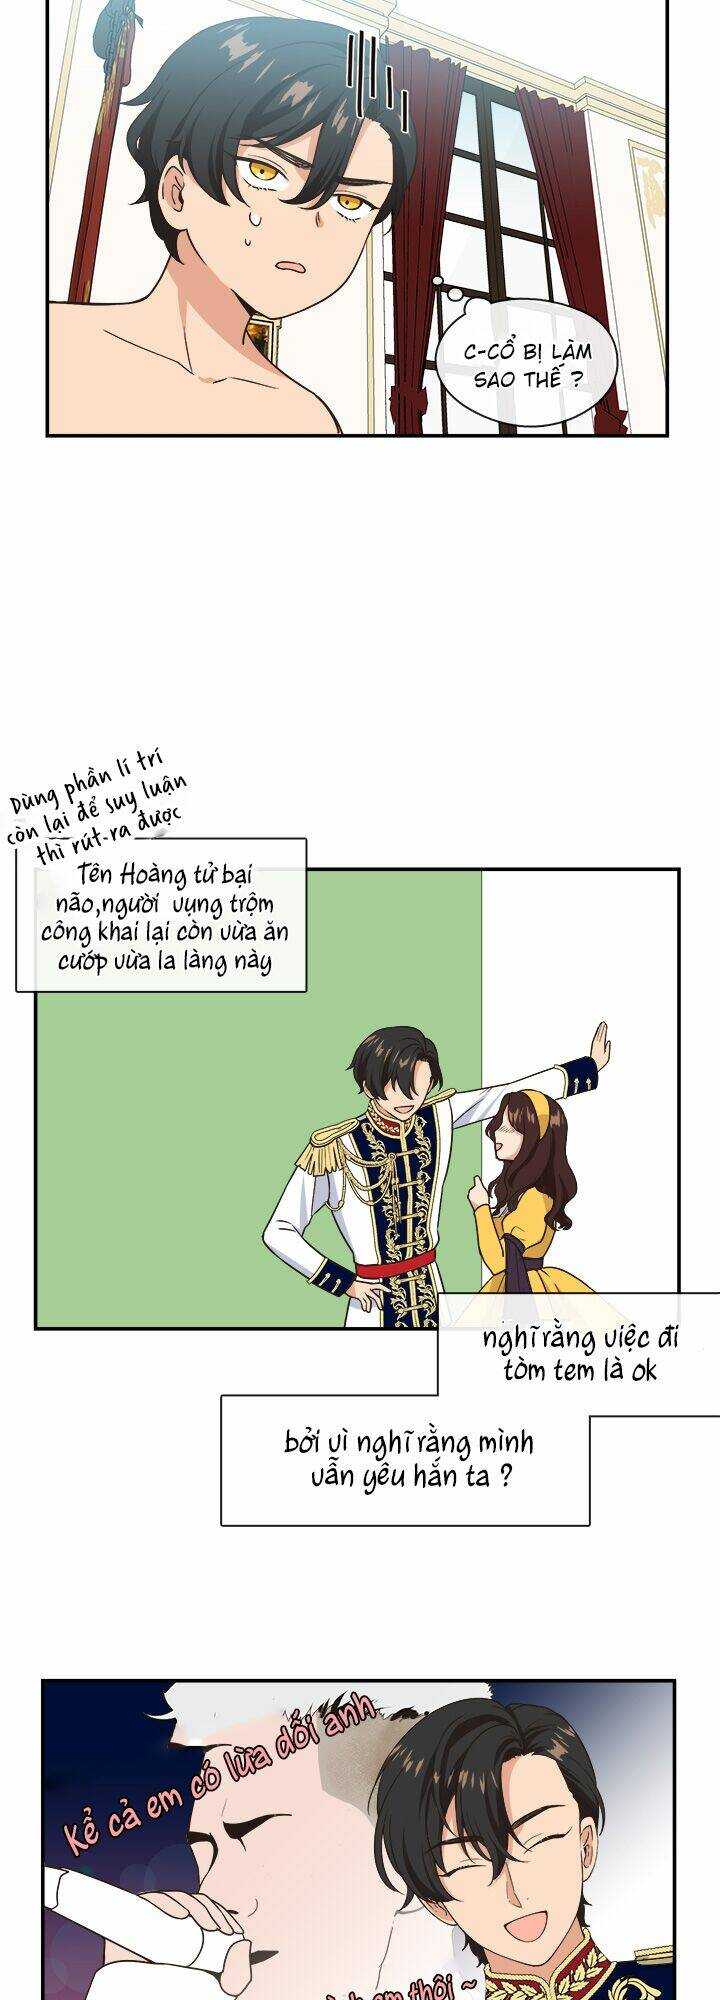 C-CỔ BỊ LÀM
SAO THẾ ?
Dùng phần lí trí
còn lại để suy luận
thì rút ra được
Tên Hoàng tử bại
não,người vụng trộm
công khai lại còn vừa ăn
cướp vừa la làng này
nghĩ rằng việc đi
tòm tem là ok
bởi vì nghĩ rằng mình
vẫn yêu hắn ta ?
Kể cả em có lừa dối anh
em thôi ~